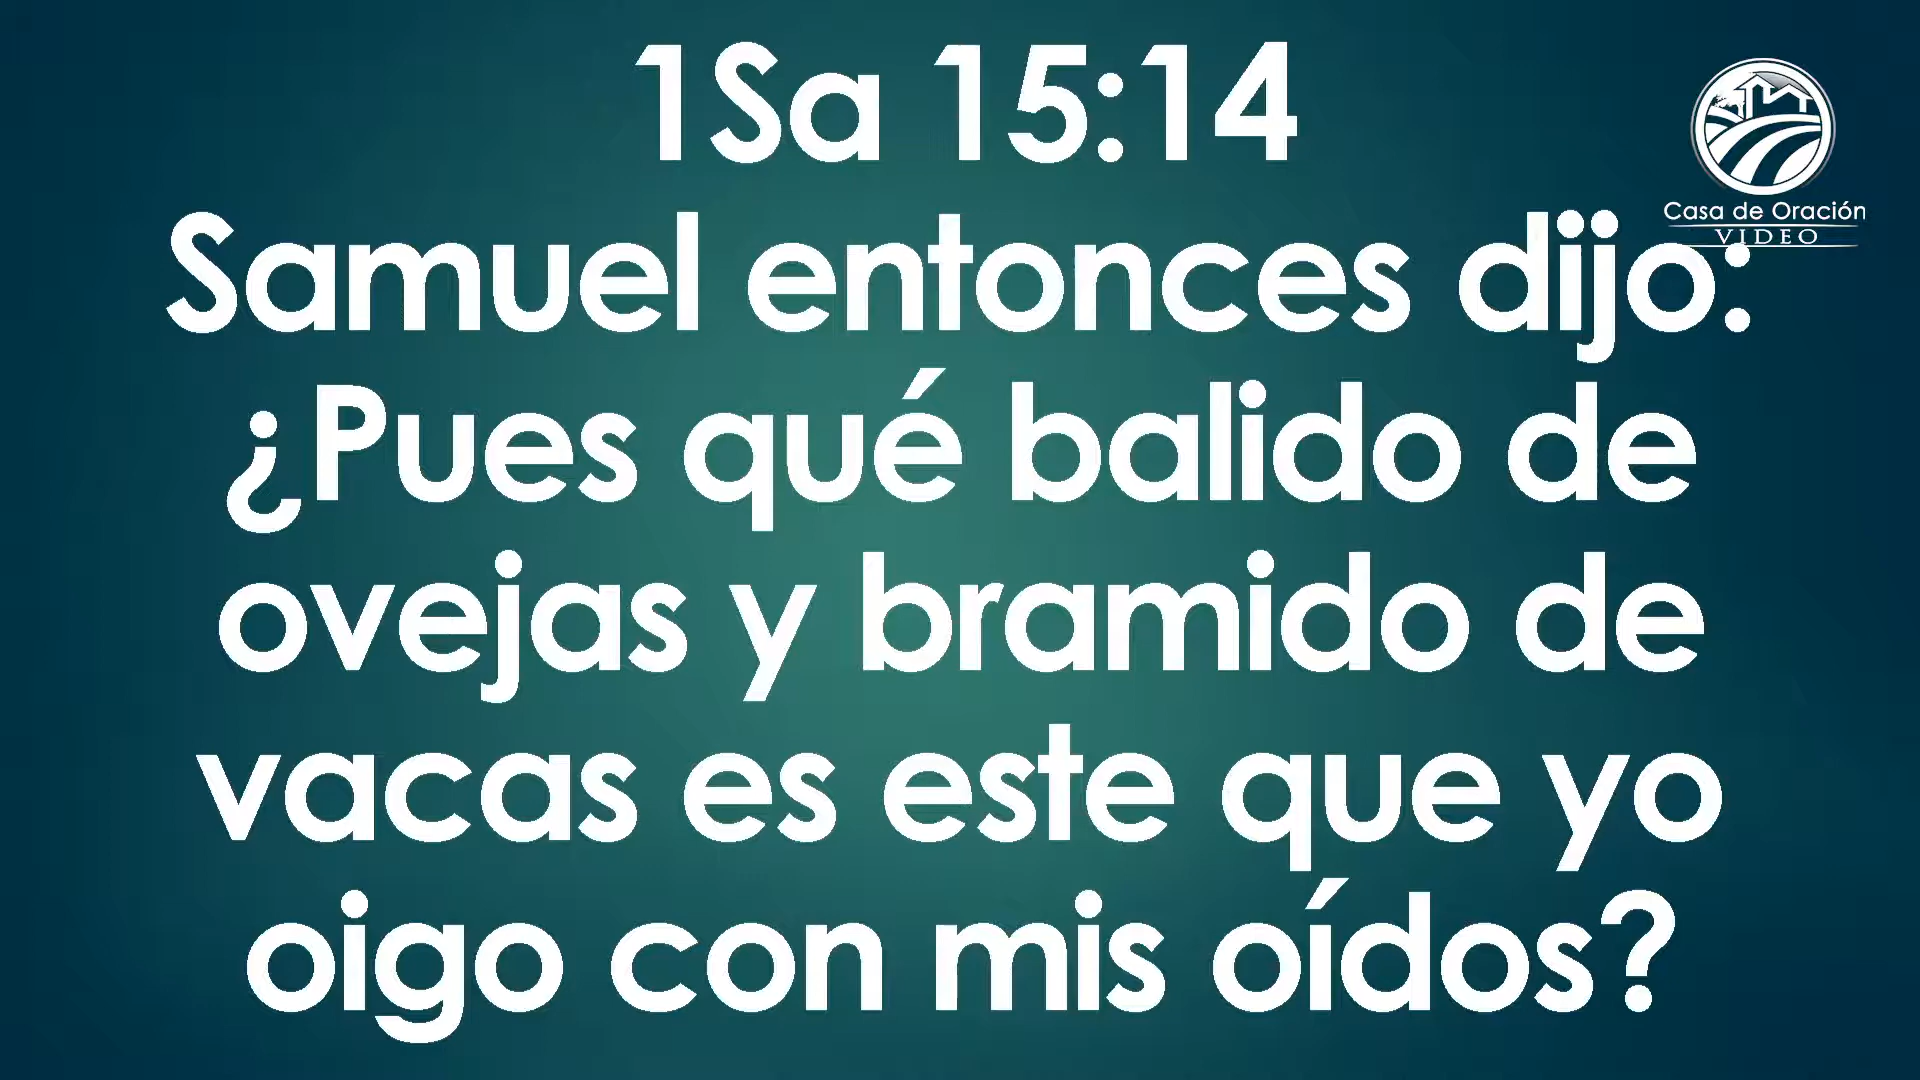 1Sa 15:14
Samuel entonces dijo:
¿Pues qué balido de
ovejas y bramido de
vacas es este que yo
oigo con mis oídos?
Casa de Oración
VIDEO